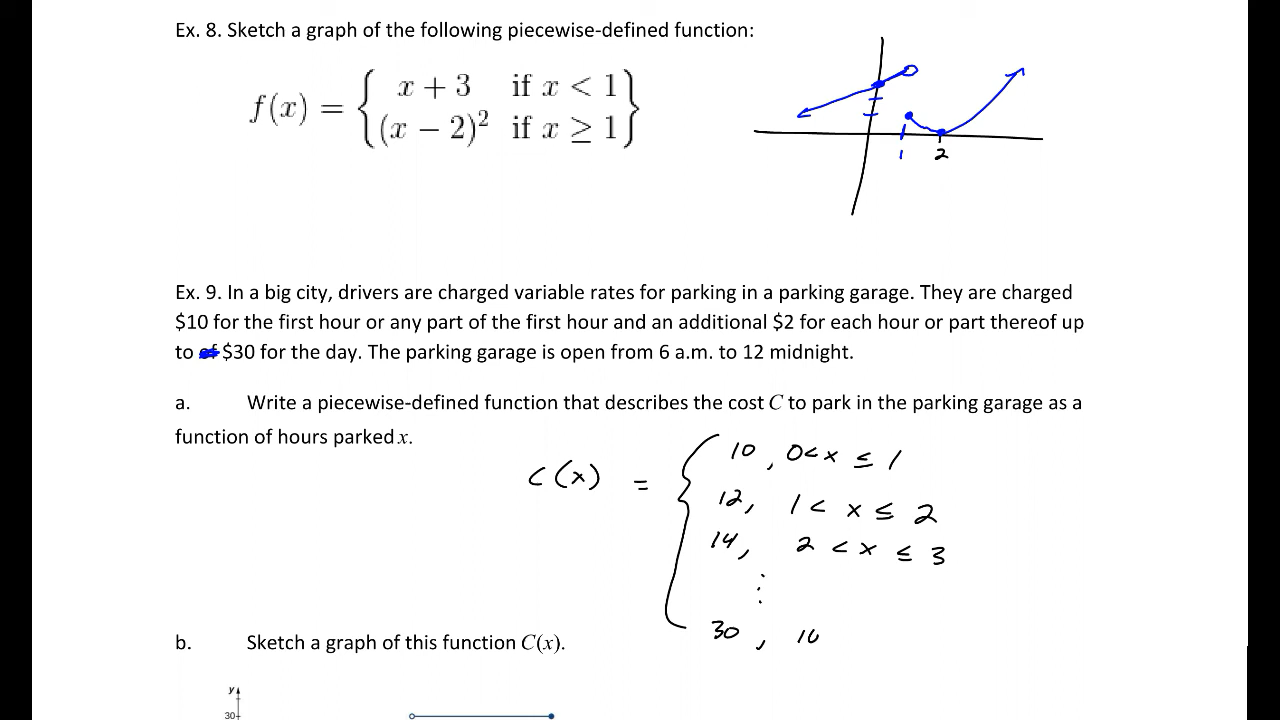 Ex. 8. Sketch a graph of the following piecewise-defined function:
f(x) = { x + 3 if x < 1
(x − 2)² if x ≥ 1 }
1 2
Ex. 9. In a big city, drivers are charged variable rates for parking in a parking garage. They are charged
$10 for the first hour or any part of the first hour and an additional $2 for each hour or part thereof up
to of $30 for the day. The parking garage is open from 6 a.m. to 12 midnight.
a. Write a piecewise-defined function that describes the cost C to park in the parking garage as a
function of hours parked x.
C(x) = { 10, 0 < x ≤ 1
12, 1 < x ≤ 2
14, 2 < x ≤ 3
⋮
30, 10
b. Sketch a graph of this function C(x).
y
30